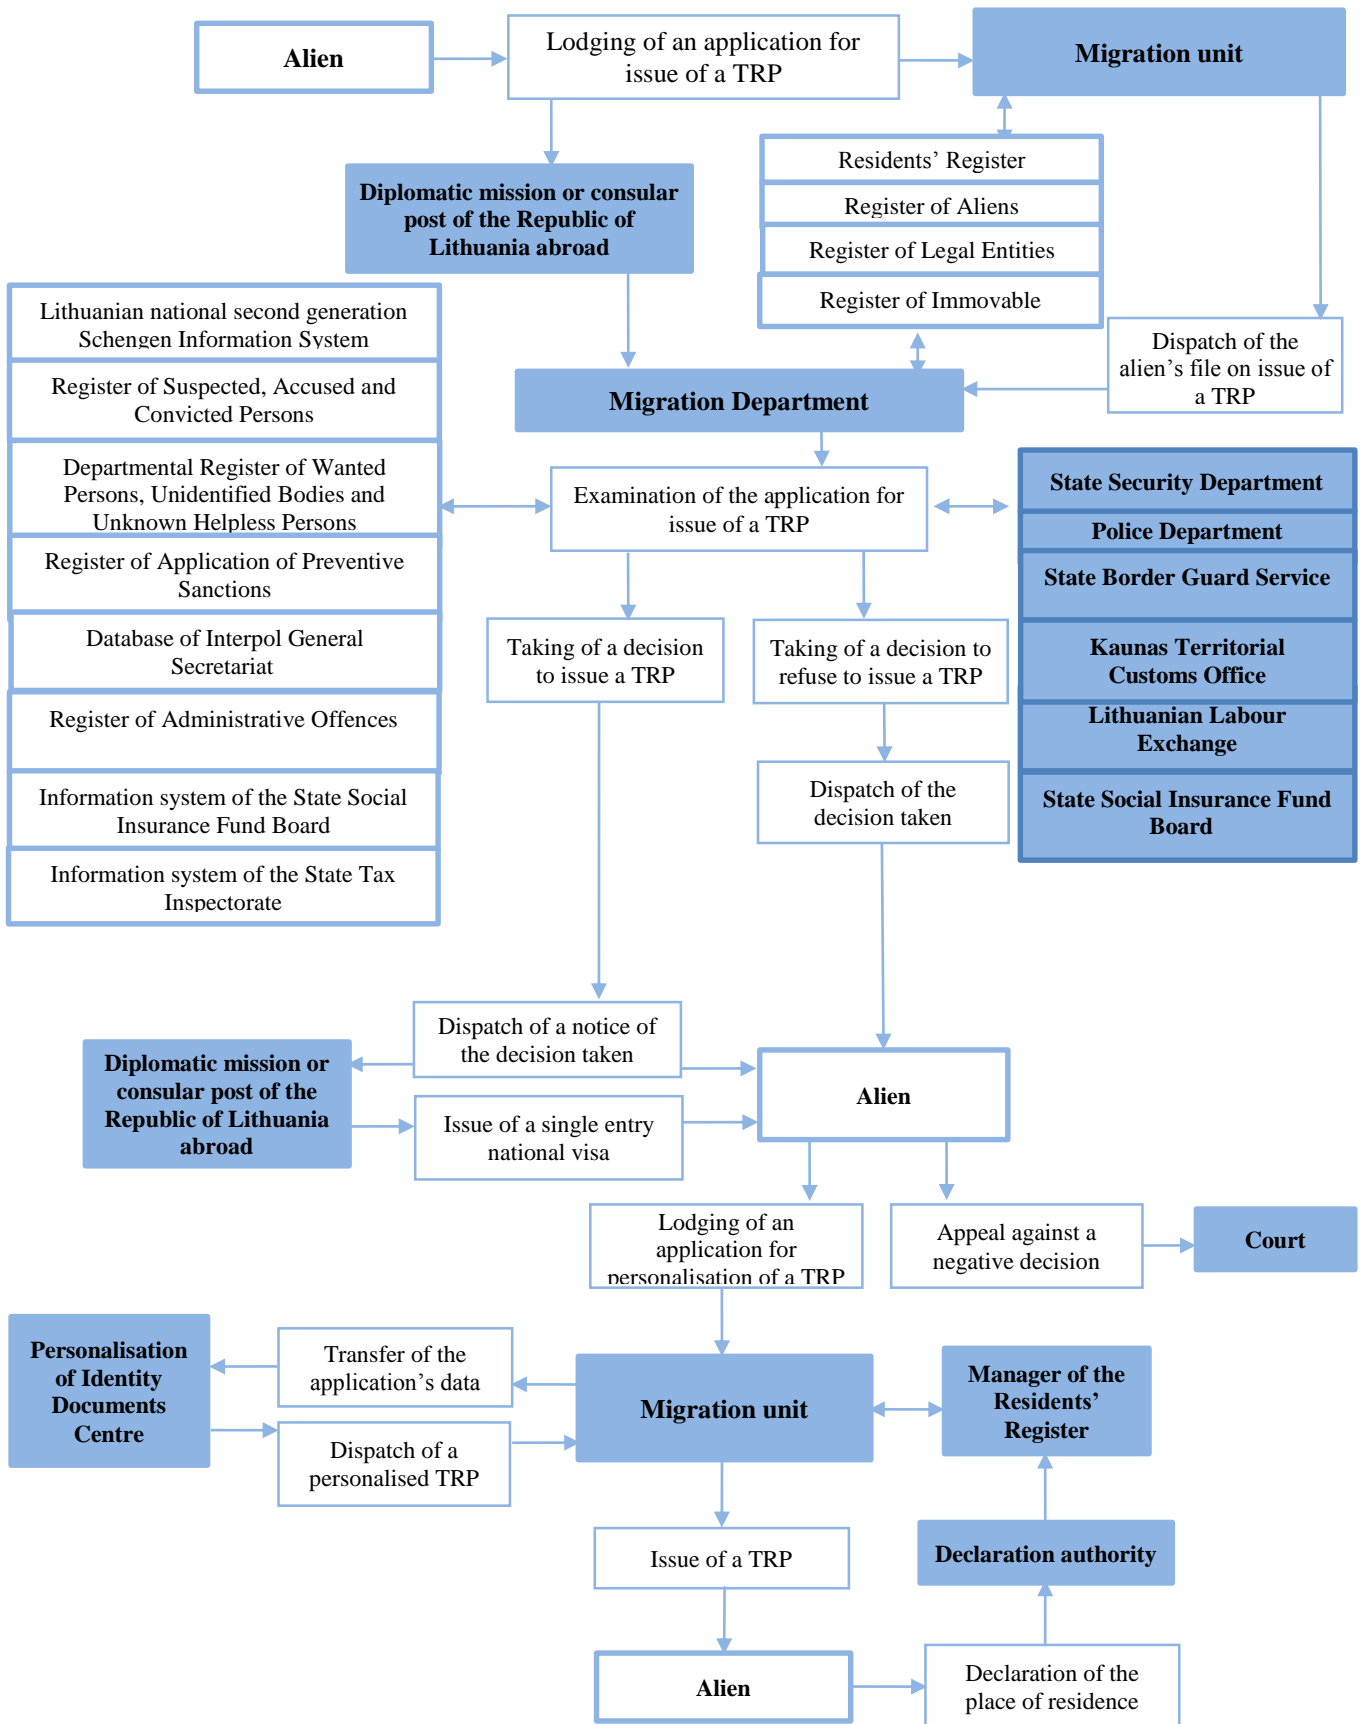 Alien
Lodging of an application for
issue of a TRP
Migration unit
Residents’ Register
Register of Aliens
Register of Legal Entities
Register of Immovable
Diplomatic mission or consular
post of the Republic of
Lithuania abroad
Lithuanian national second generation
Schengen Information System
Register of Suspected, Accused and
Convicted Persons
Departmental Register of Wanted
Persons, Unidentified Bodies and
Unknown Helpless Persons
Register of Application of Preventive
Sanctions
Database of Interpol General
Secretariat
Register of Administrative Offences
Information system of the State Social
Insurance Fund Board
Information system of the State Tax
Inspectorate
Dispatch of the
alien’s file on issue of
a TRP
Migration Department
Examination of the application for
issue of a TRP
State Security Department
Police Department
State Border Guard Service
Kaunas Territorial
Customs Office
Lithuanian Labour
Exchange
State Social Insurance Fund
Board
Taking of a decision
to issue a TRP
Taking of a decision to
refuse to issue a TRP
Dispatch of the
decision taken
Dispatch of a notice of
the decision taken
Diplomatic mission or
consular post of the
Republic of Lithuania
abroad
Issue of a single entry
national visa
Alien
Lodging of an
application for
personalisation of a TRP
Appeal against a
negative decision
Court
Personalisation
of Identity
Documents
Centre
Transfer of the
application’s data
Dispatch of a
personalised TRP
Migration unit
Manager of the
Residents’
Register
Issue of a TRP
Declaration authority
Alien
Declaration of the
place of residence